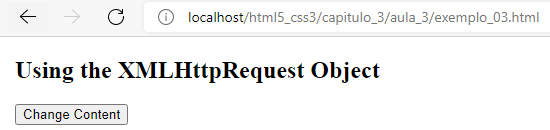 localhost/html5_css3/capitulo_3/aula_3/exemplo_03.html
Using the XMLHttpRequest Object
Change Content